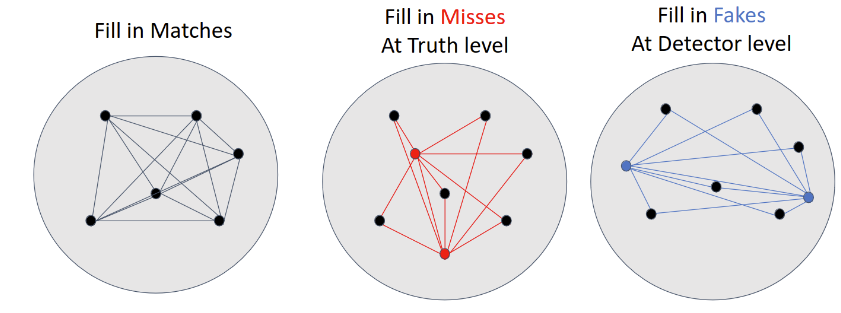 Fill in Matches
Fill in Misses
At Truth level
Fill in Fakes
At Detector level